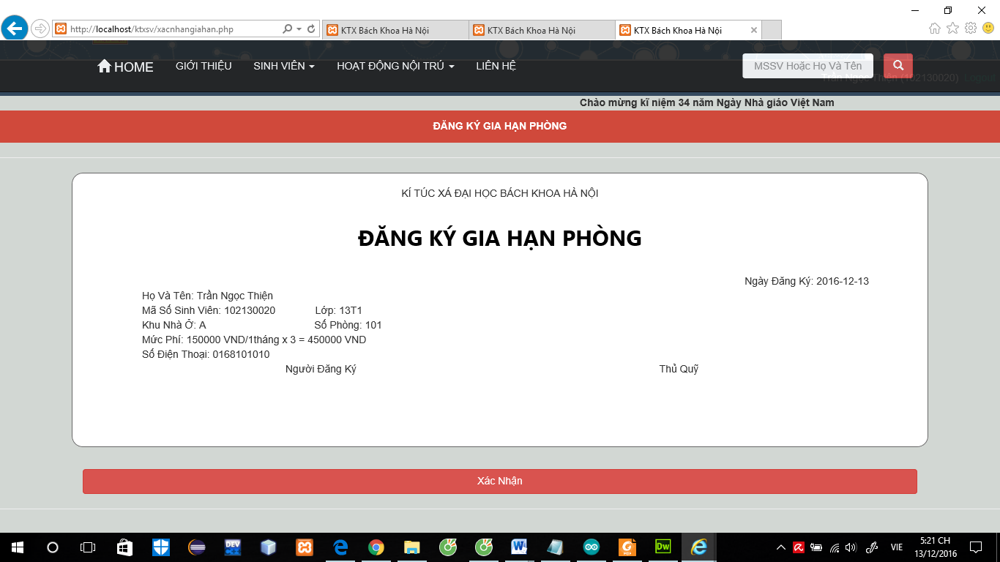 http://localhost/ktxsv/xacnhangiahan.php
KTX Bách Khoa Hà Nội
KTX Bách Khoa Hà Nội
KTX Bách Khoa Hà Nội
HOME GIỚI THIỆU SINH VIÊN HOẠT ĐỘNG NỘI TRÚ LIÊN HỆ MSSV Hoặc Họ Và Tên
Trần Ngọc Thiện (102130020) Logout
Chào mừng kĩ niệm 34 năm Ngày Nhà giáo Việt Nam
ĐĂNG KÝ GIA HẠN PHÒNG
KÍ TÚC XÁ ĐẠI HỌC BÁCH KHOA HÀ NỘI
ĐĂNG KÝ GIA HẠN PHÒNG
Ngày Đăng Ký: 2016-12-13
Họ Và Tên: Trần Ngọc Thiện
Mã Số Sinh Viên: 102130020 Lớp: 13T1
Khu Nhà Ở: A Số Phòng: 101
Mức Phí: 150000 VND/1tháng x 3 = 450000 VND
Số Điện Thoại: 0168101010
Người Đăng Ký Thủ Quỹ
Xác Nhận
DEV
C++
PDF
Dw
VIE
5:21 CH
13/12/2016